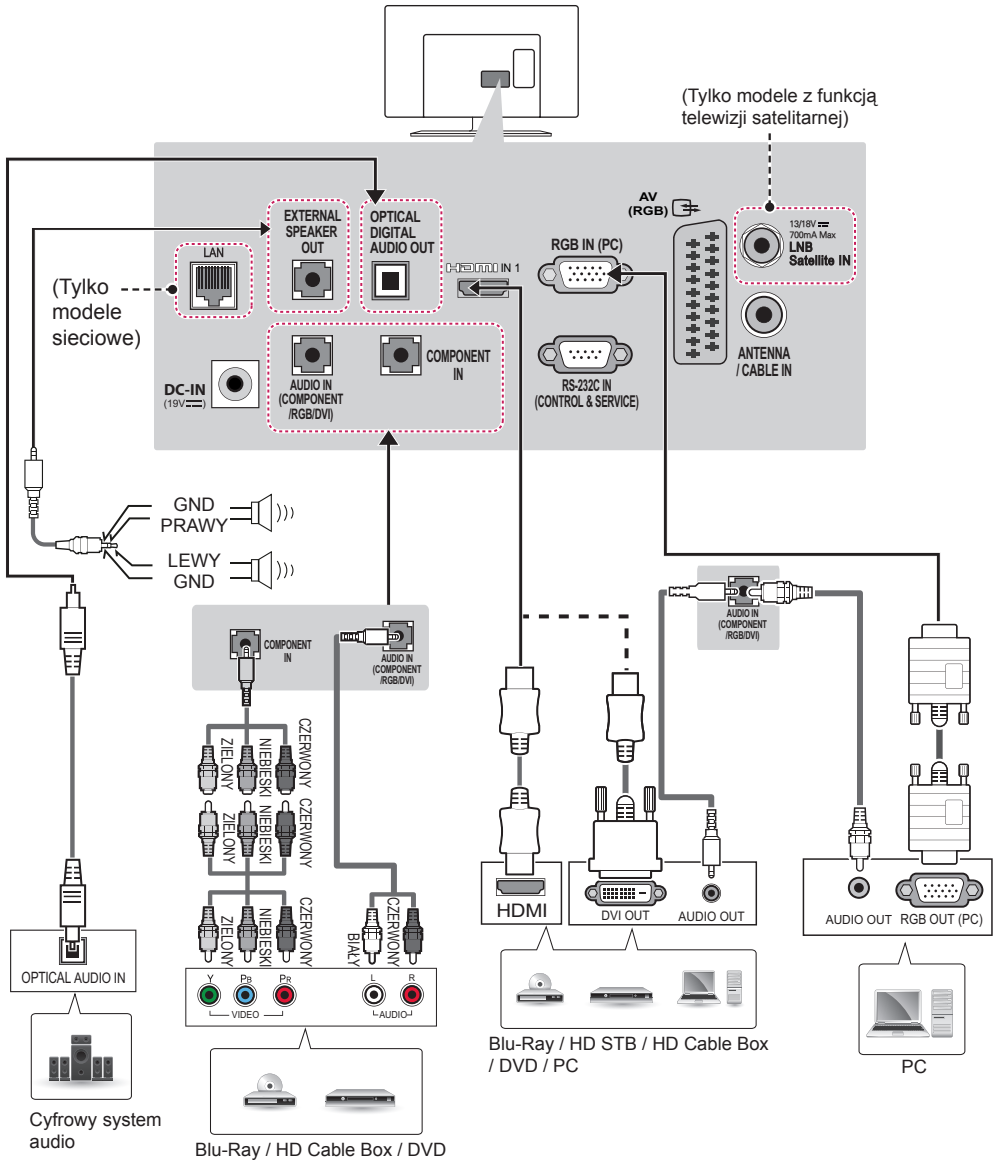 (Tylko modele z funkcją
telewizji satelitarnej)
EXTERNAL
SPEAKER
OUT
OPTICAL
DIGITAL
AUDIO OUT
LAN
HDMI IN 1
RGB IN (PC)
AV
(RGB)
13/18V
700mA Max
LNB
Satellite IN
(Tylko
modele
sieciowe)
DC-IN
(19V)
AUDIO IN
(COMPONENT
/RGB/DVI)
COMPONENT
IN
RS-232C IN
(CONTROL & SERVICE)
ANTENNA
/ CABLE IN
GND
PRAWY
LEWY
GND
COMPONENT
IN
AUDIO IN
(COMPONENT
/RGB/DVI)
AUDIO IN
(COMPONENT
/RGB/DVI)
ZIELONY
NIEBIESKI
CZERWONY
ZIELONY
NIEBIESKI
CZERWONY
ZIELONY
NIEBIESKI
CZERWONY
BIAŁY
CZERWONY
OPTICAL AUDIO IN
Y PB PR
VIDEO
L R
AUDIO
HDMI
DVI OUT
AUDIO OUT
AUDIO OUT
RGB OUT (PC)
Cyfrowy system
audio
Blu-Ray / HD Cable Box / DVD
Blu-Ray / HD STB / HD Cable Box
/ DVD / PC
PC